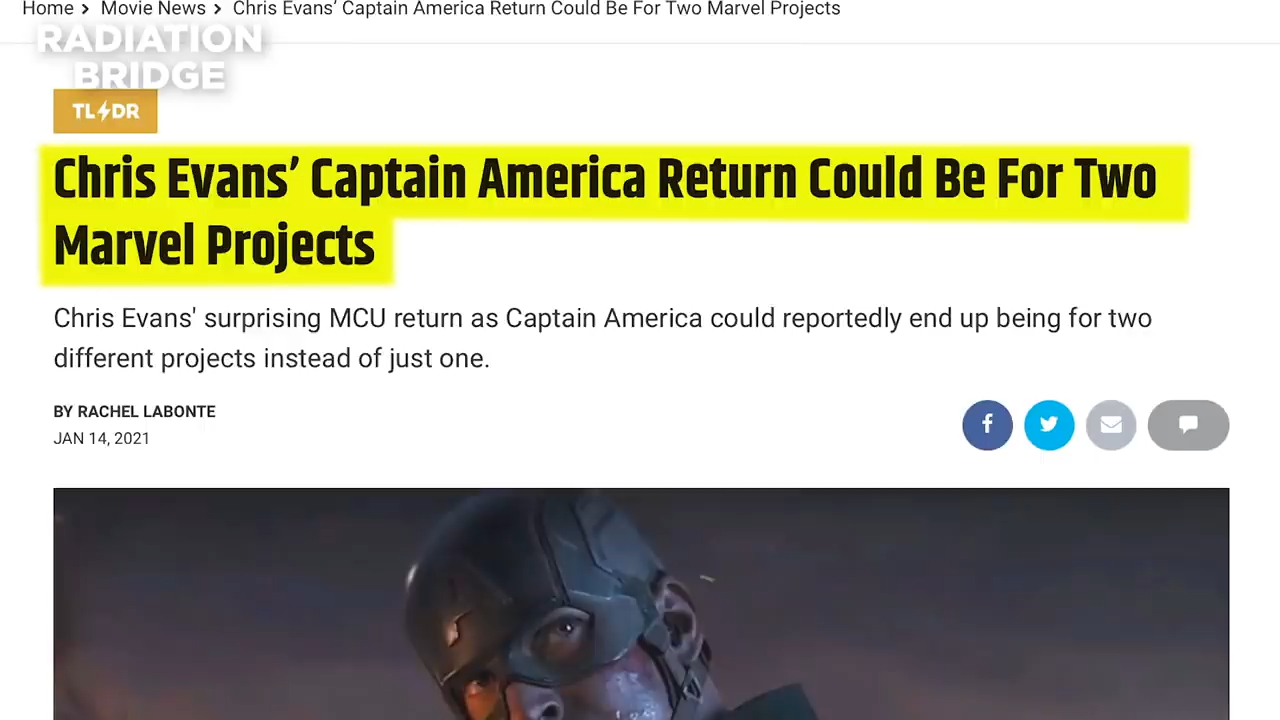 Home > Movie News > Chris Evans’ Captain America Return Could Be For Two Marvel Projects
RADIATION
BRIDGE
TL⚡DR
Chris Evans’ Captain America Return Could Be For Two
Marvel Projects
Chris Evans' surprising MCU return as Captain America could reportedly end up being for two
different projects instead of just one.
BY RACHEL LABONTE
JAN 14, 2021